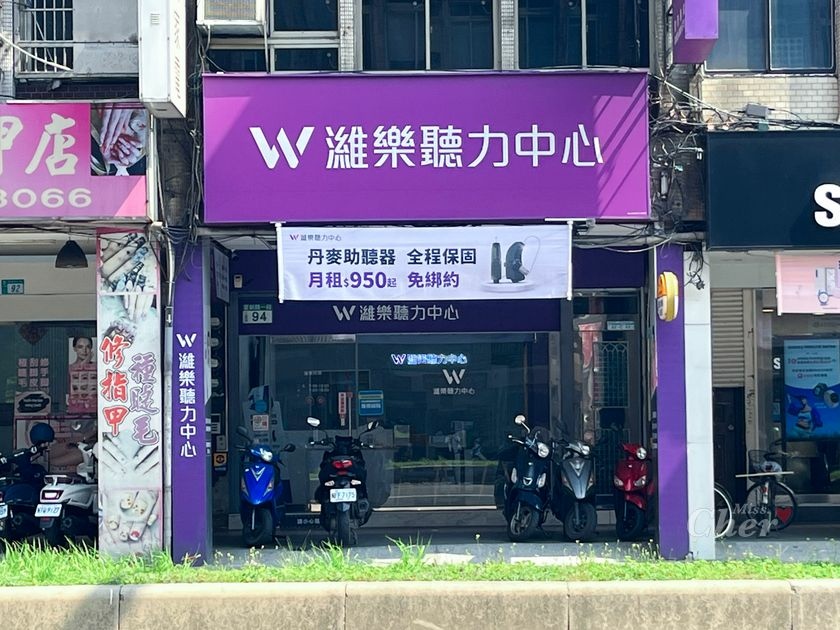 甲店
8066
W 濰樂聽力中心
W 濰樂聽力中心
丹麥助聽器 全程保固
月租$950起 免綁約
94
W 濰樂聽力中心
W 濰樂聽力中心
W
濰樂聽力中心
W 濰樂聽力中心
修指甲
種睫毛
92
S
Miss.
Cher